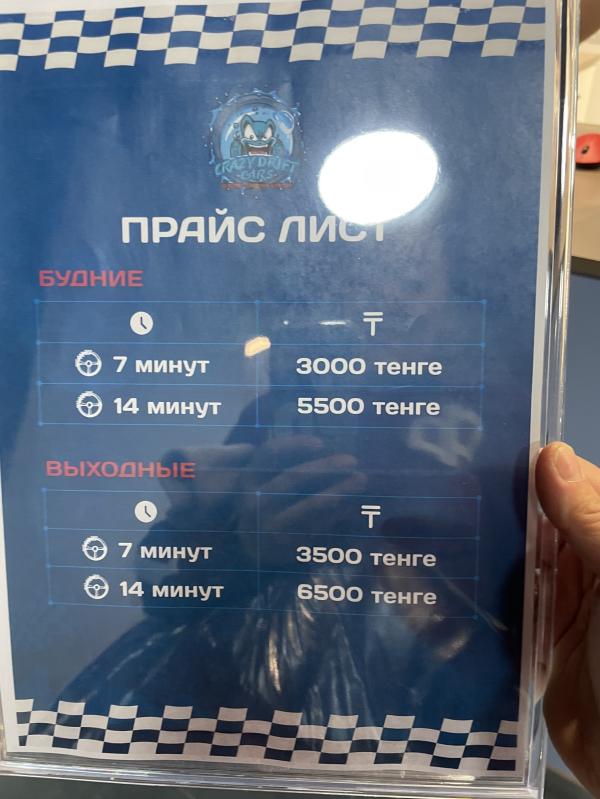 CRAZY DRIFT
CARS
ПРАЙС ЛИСТ
БУДНИЕ
₸
7 минут 3000 тенге
14 минут 5500 тенге
ВЫХОДНЫЕ
₸
7 минут 3500 тенге
14 минут 6500 тенге